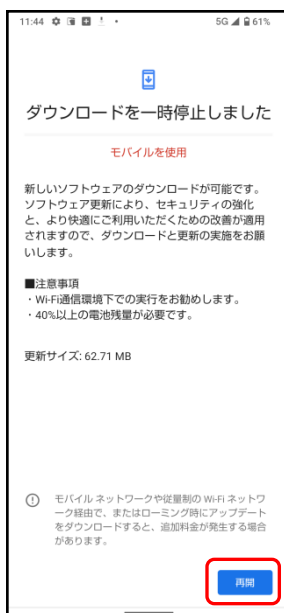 11:44 5G 61%
ダウンロードを一時停止しました
モバイルを使用
新しいソフトウェアのダウンロードが可能です。
ソフトウェア更新により、セキュリティの強化
と、より快適にご利用いただくための改善が適用
されますので、ダウンロードと更新の実施をお願
いします。
■注意事項
・Wi-Fi通信環境下での実行をお勧めします。
・40%以上の電池残量が必要です。
更新サイズ: 62.71 MB
モバイル ネットワークや従量制の Wi-Fi ネットワ
ーク経由で、またはローミング時にアップデート
をダウンロードすると、追加料金が発生する場合
があります。
再開